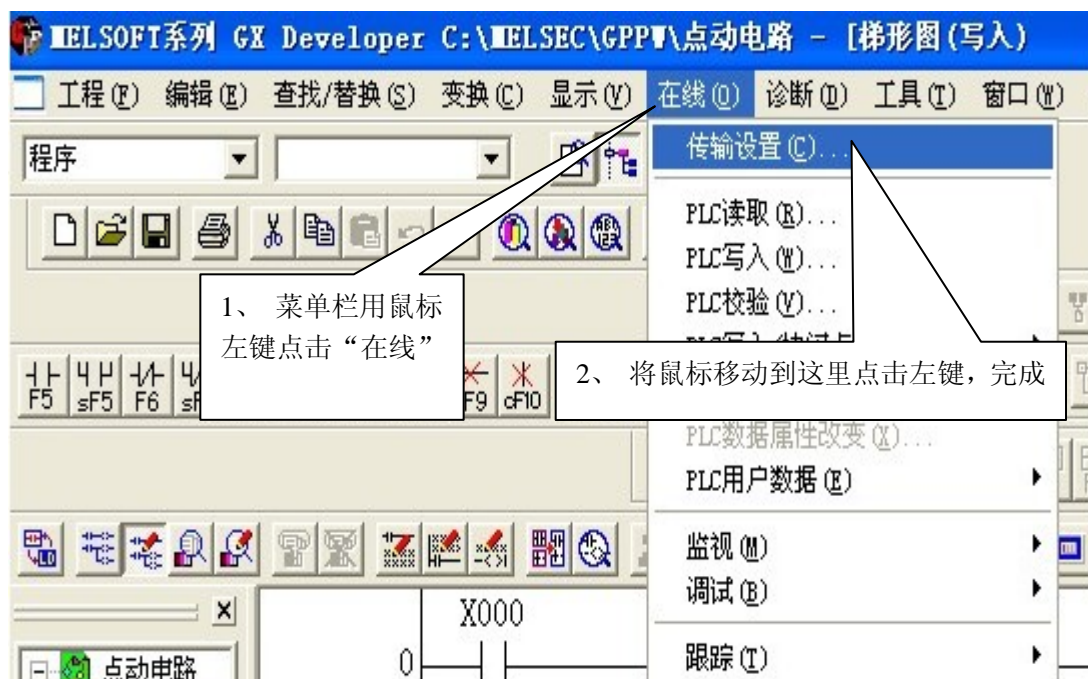 MELSOFT系列 GX Developer C:\MELSEC\GPPW\点动电路 - [梯形图(写入)
工程(F) 编辑(E) 查找/替换(S) 变换(C) 显示(V) 在线(O) 诊断(D) 工具(T) 窗口(W)
程序
传输设置(C)...
PLC读取(R)...
PLC写入(W)...
PLC校验(V)...
1、 菜单栏用鼠标
左键点击“在线”
2、 将鼠标移动到这里点击左键，完成
F5 sF5 F6 F9 cF10
PLC数据属性改变(X)...
PLC用户数据(E)
监视(M)
调试(B)
跟踪(T)
X000
0
点动电路